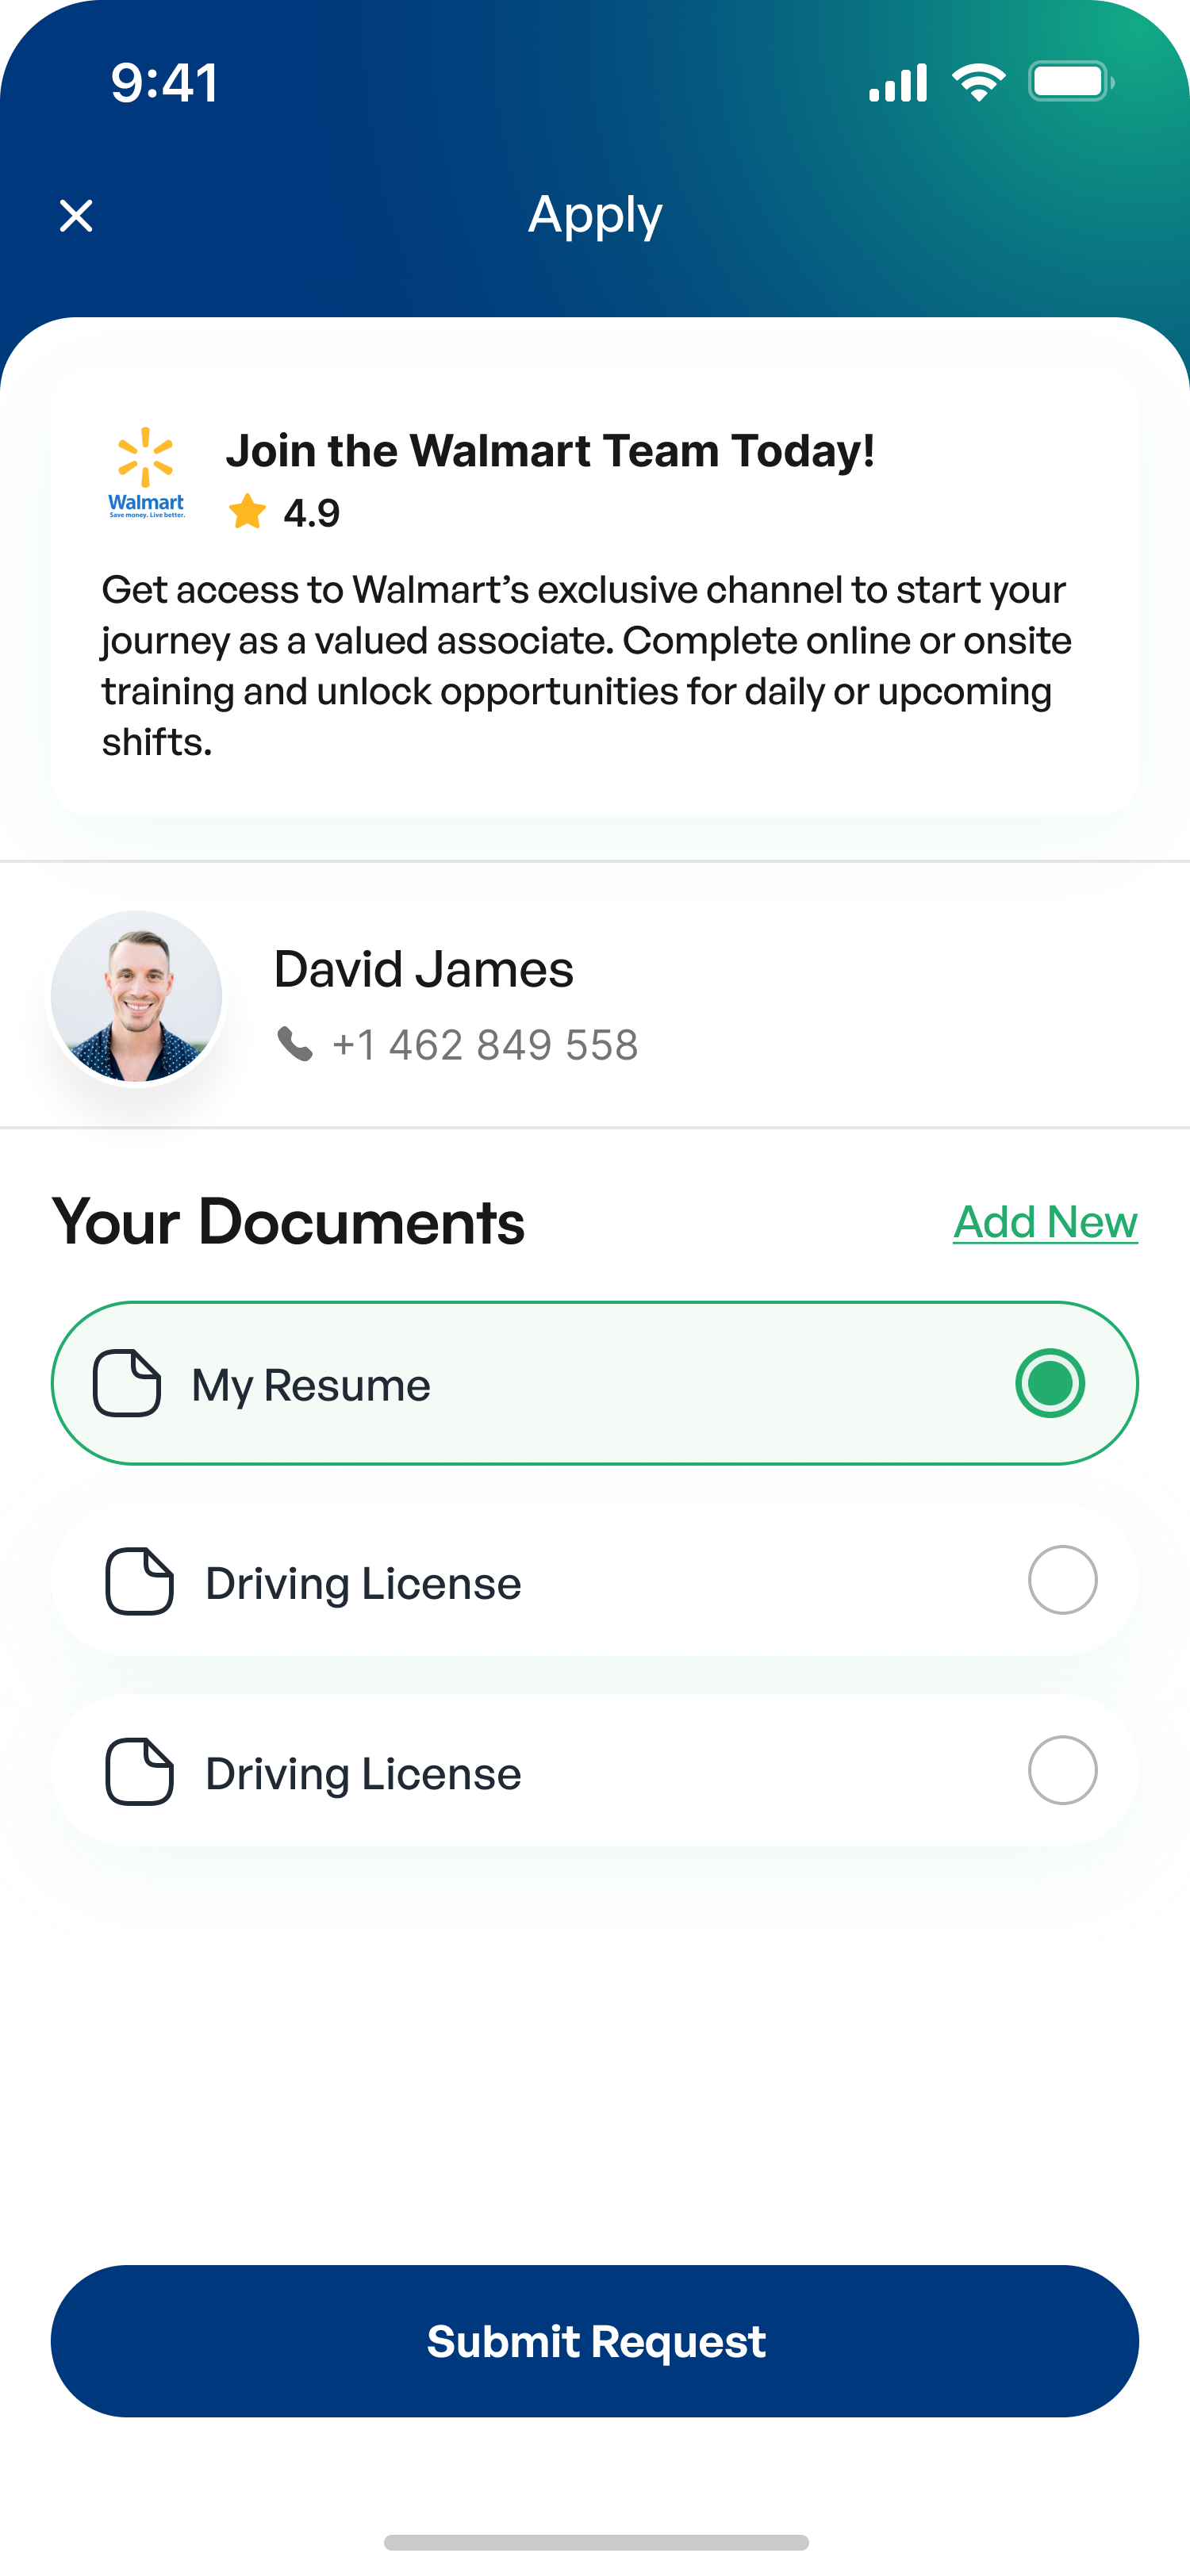 9:41
Apply
Join the Walmart Team Today!
Walmart
Save money. Live better.
4.9
Get access to Walmart’s exclusive channel to start your
journey as a valued associate. Complete online or onsite
training and unlock opportunities for daily or upcoming
shifts.
David James
+1 462 849 558
Your Documents
Add New
My Resume
Driving License
Driving License
Submit Request